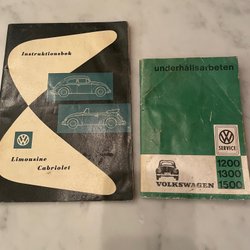 Instruktionsbok
Limousine
Cabriolet
underhållsarbeten
VOLKSWAGEN
SERVICE
1200
1300
1500